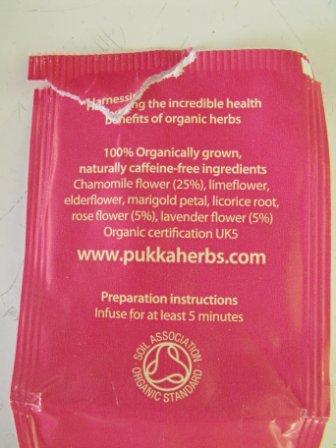 Harnessing the incredible health
benefits of organic herbs
100% Organically grown,
naturally caffeine-free ingredients
Chamomile flower (25%), limeflower,
elderflower, marigold petal, licorice root,
rose flower (5%), lavender flower (5%)
Organic certification UK5
www.pukkaherbs.com
Preparation instructions
Infuse for at least 5 minutes
SOIL ASSOCIATION
ORGANIC STANDARD